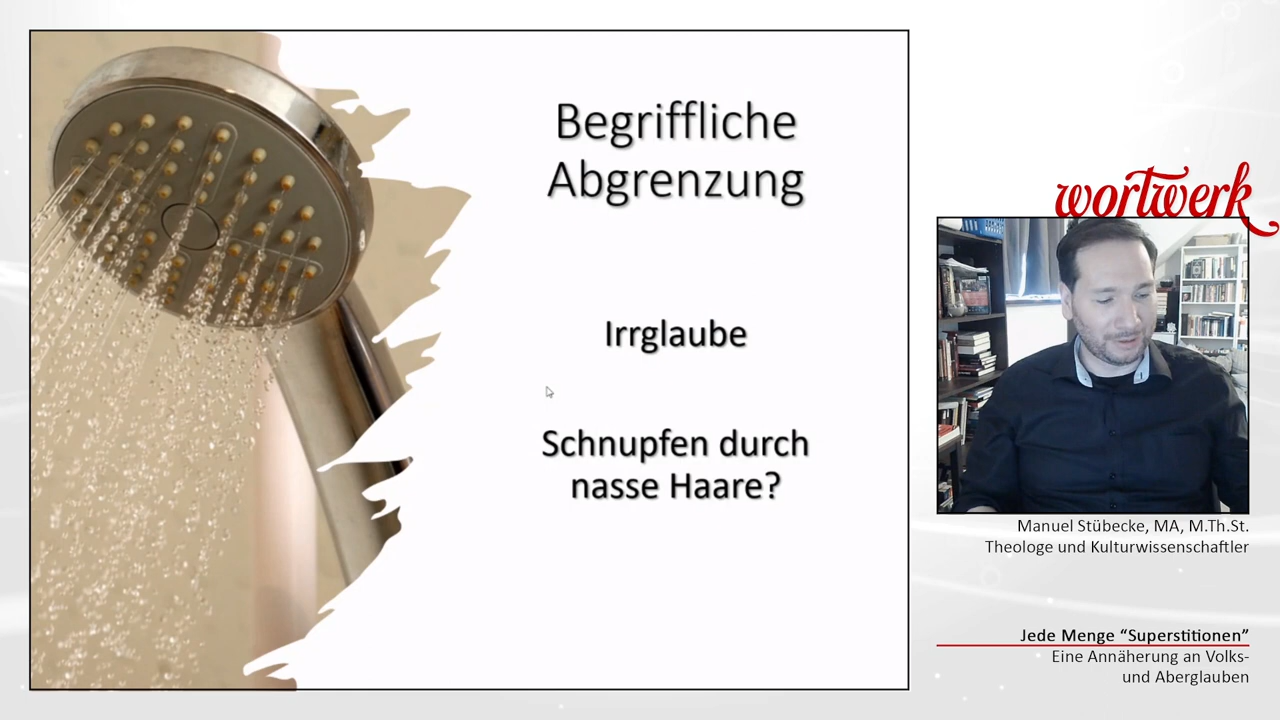 Begriffliche
Abgrenzung
Irrglaube
Schnupfen durch
nasse Haare?
wortwerk
Manuel Stübecke, MA, M.Th.St.
Theologe und Kulturwissenschaftler
Jede Menge “Superstitionen”
Eine Annäherung an Volks-
und Aberglauben